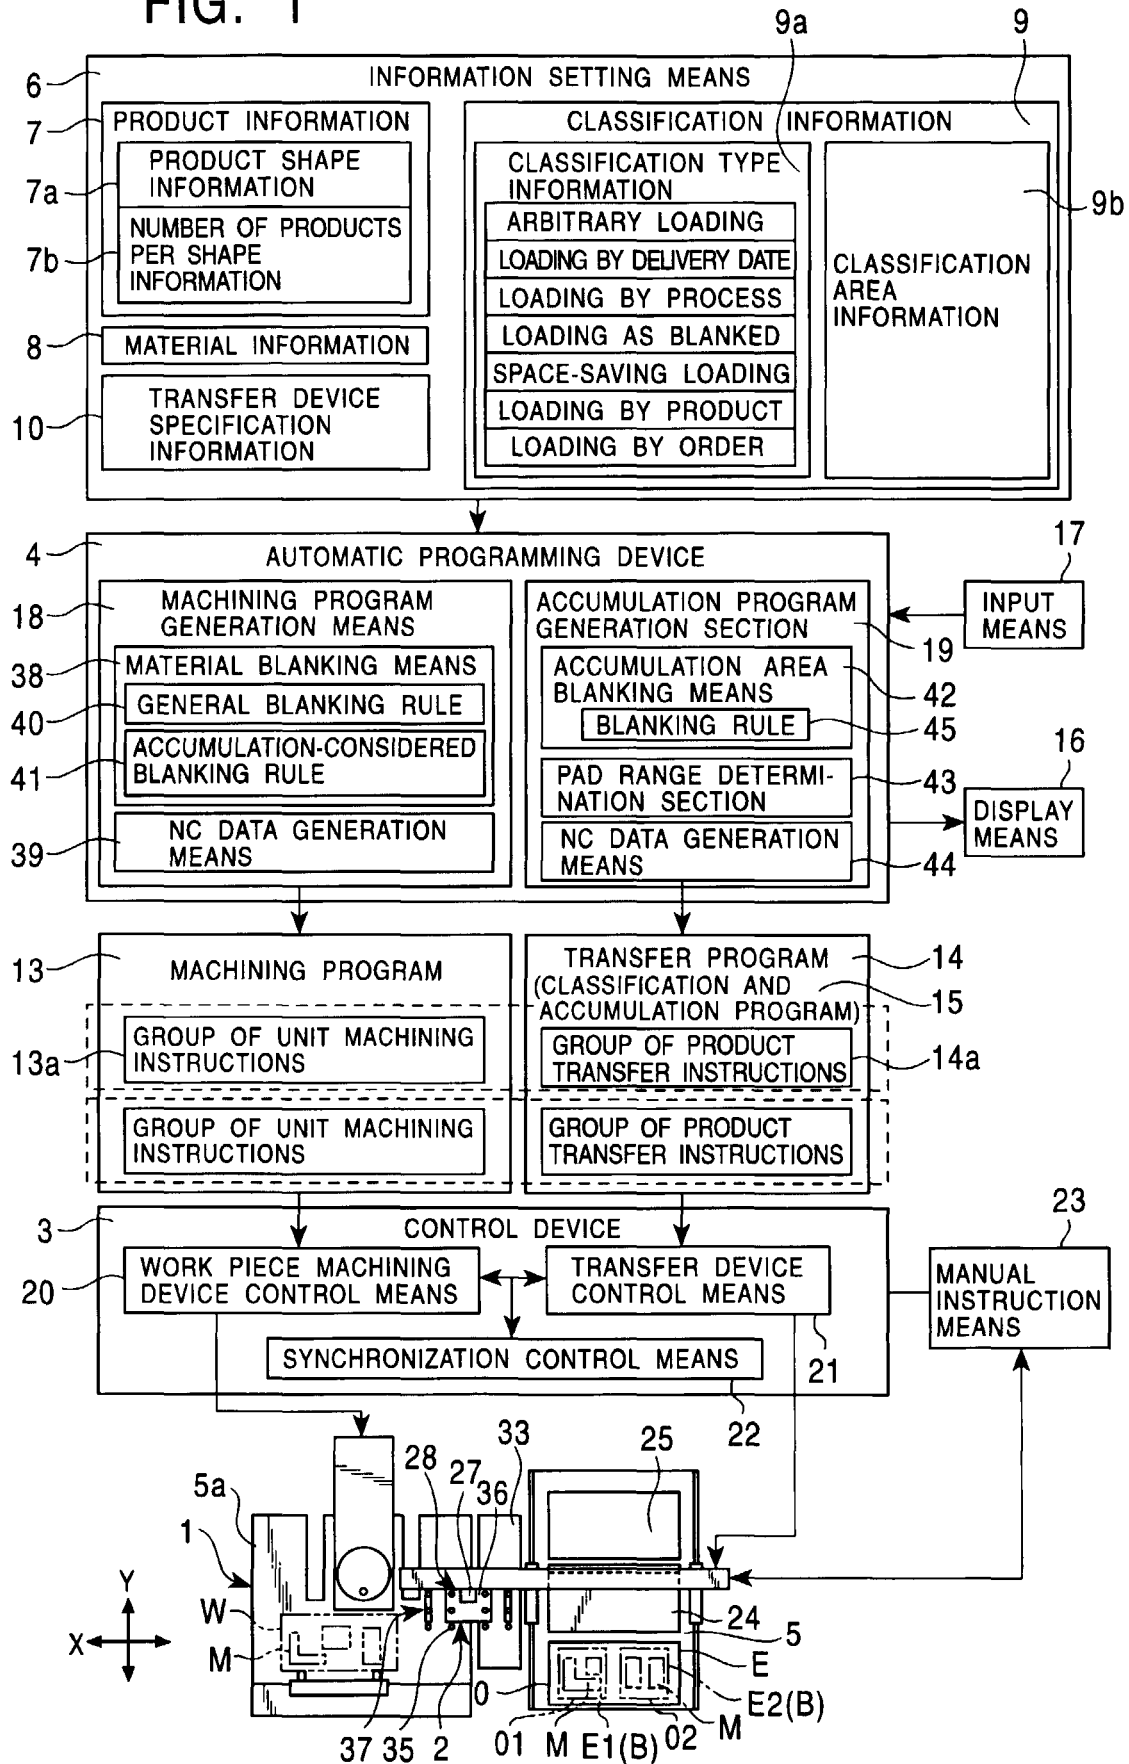 FIG. 1
9a
9
6
INFORMATION SETTING MEANS
7
PRODUCT INFORMATION
7a
PRODUCT SHAPE
INFORMATION
7b
NUMBER OF PRODUCTS
PER SHAPE
INFORMATION
8
MATERIAL INFORMATION
10
TRANSFER DEVICE
SPECIFICATION
INFORMATION
CLASSIFICATION INFORMATION
CLASSIFICATION TYPE
INFORMATION
ARBITRARY LOADING
LOADING BY DELIVERY DATE
LOADING BY PROCESS
LOADING AS BLANKED
SPACE-SAVING LOADING
LOADING BY PRODUCT
LOADING BY ORDER
9b
CLASSIFICATION
AREA
INFORMATION
4
AUTOMATIC PROGRAMMING DEVICE
17
INPUT
MEANS
18
MACHINING PROGRAM
GENERATION MEANS
38
MATERIAL BLANKING MEANS
40
GENERAL BLANKING RULE
41
ACCUMULATION-CONSIDERED
BLANKING RULE
39
NC DATA GENERATION
MEANS
ACCUMULATION PROGRAM
GENERATION SECTION
19
ACCUMULATION AREA
BLANKING MEANS
42
BLANKING RULE
45
PAD RANGE DETERMI-
NATION SECTION
43
NC DATA GENERATION
MEANS
44
16
DISPLAY
MEANS
13
MACHINING PROGRAM
13a
GROUP OF UNIT MACHINING
INSTRUCTIONS
GROUP OF UNIT MACHINING
INSTRUCTIONS
TRANSFER PROGRAM
(CLASSIFICATION AND
ACCUMULATION PROGRAM)
14
15
GROUP OF PRODUCT
TRANSFER INSTRUCTIONS
14a
GROUP OF PRODUCT
TRANSFER INSTRUCTIONS
3
CONTROL DEVICE
20
WORK PIECE MACHINING
DEVICE CONTROL MEANS
TRANSFER DEVICE
CONTROL MEANS
21
SYNCHRONIZATION CONTROL MEANS
22
23
MANUAL
INSTRUCTION
MEANS
5a
1
28
27
36
33
25
Y
X
W
M
37
35
2
24
5
E
0
01
M
E1(B)
02
M
E2(B)